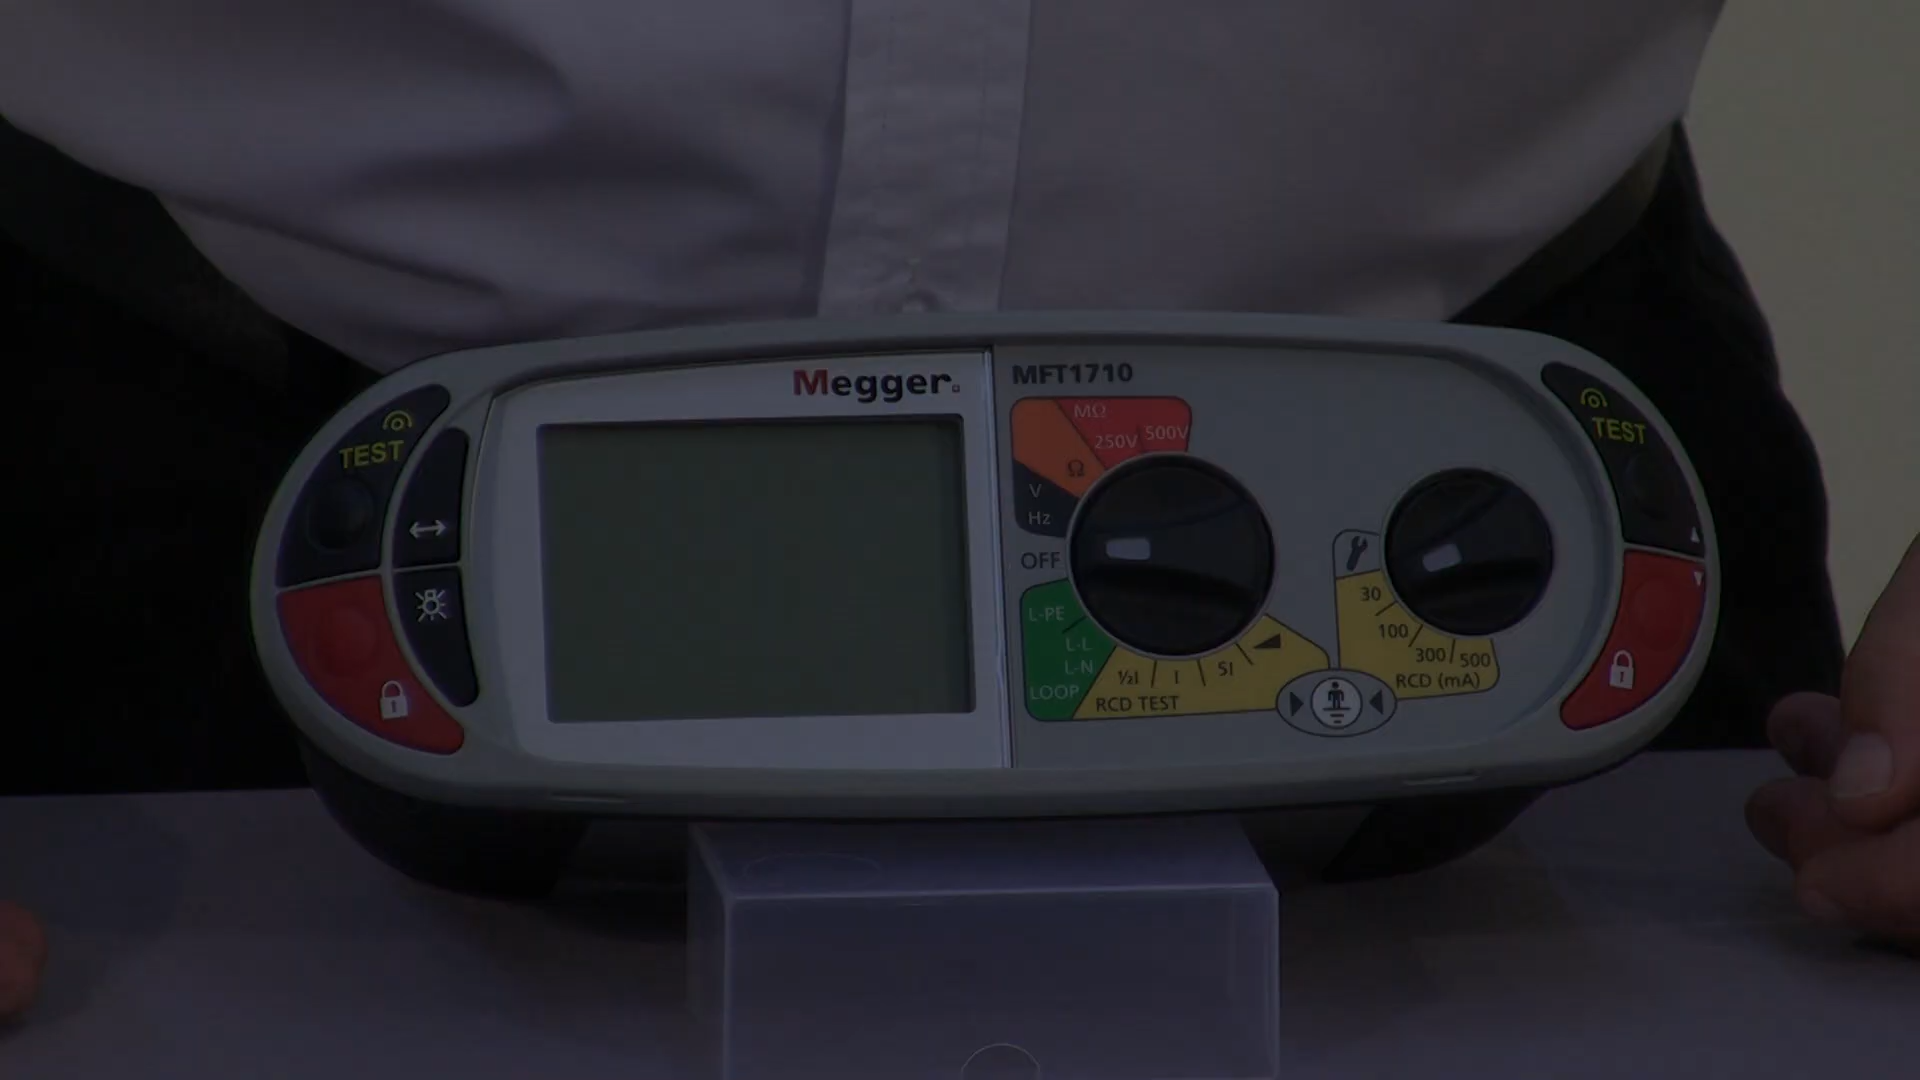 Megger.
MFT1710
TEST
TEST
MΩ
250V 500V
Ω
V
Hz
OFF
L-PE
L-L
L-N
LOOP
½I I 5I
RCD TEST
30
100
300 500
RCD (mA)